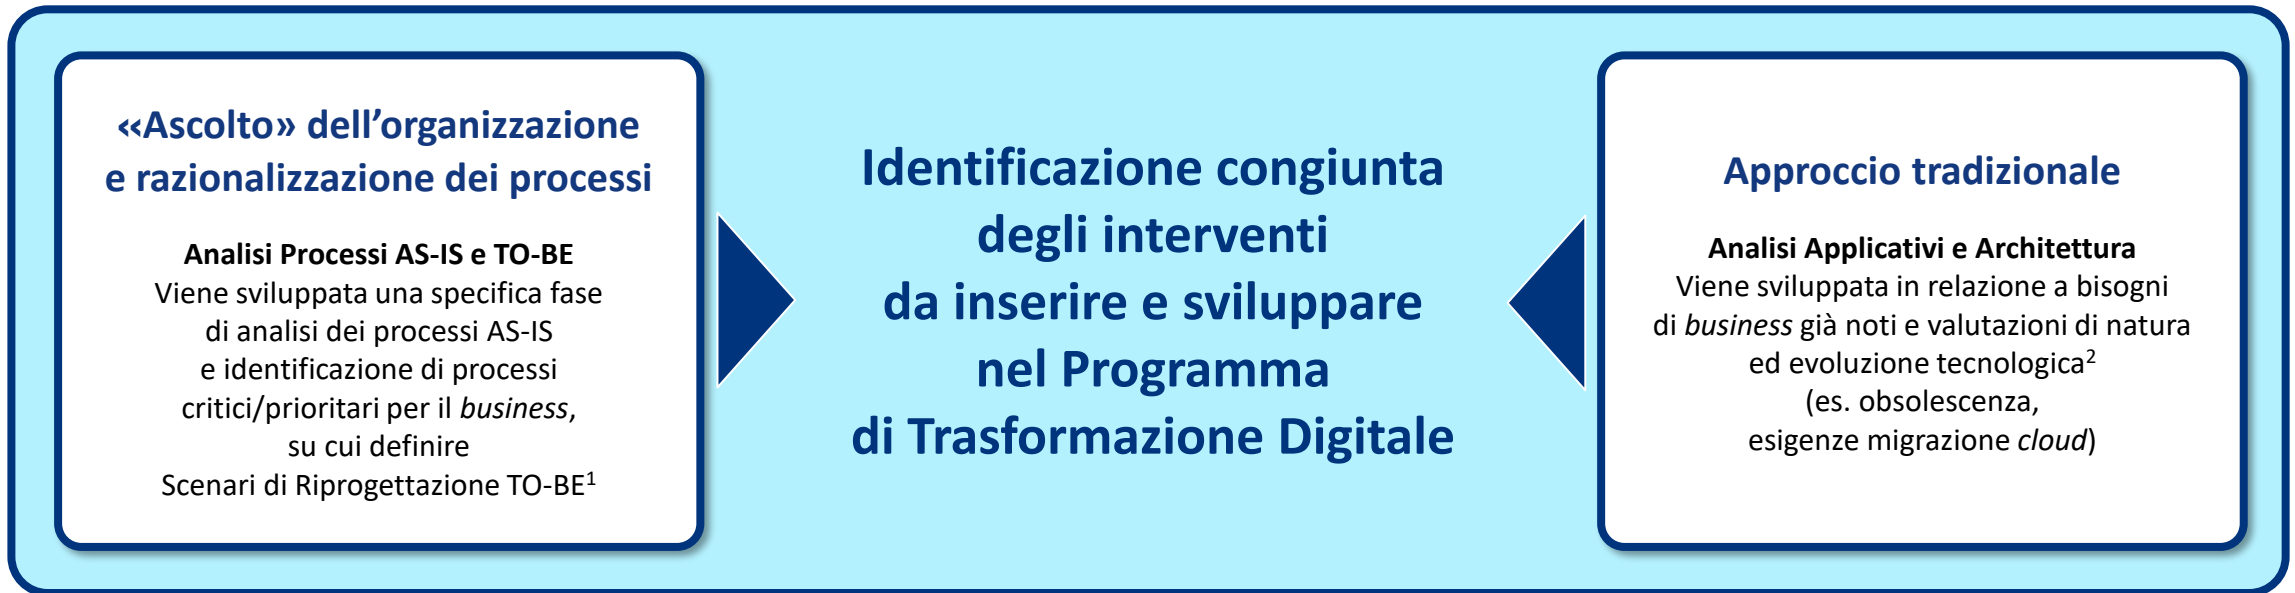 «Ascolto» dell’organizzazione
e razionalizzazione dei processi
Analisi Processi AS-IS e TO-BE
Viene sviluppata una specifica fase
di analisi dei processi AS-IS
e identificazione di processi
critici/prioritari per il business,
su cui definire
Scenari di Riprogettazione TO-BE1
Identificazione congiunta
degli interventi
da inserire e sviluppare
nel Programma
di Trasformazione Digitale
Approccio tradizionale
Analisi Applicativi e Architettura
Viene sviluppata in relazione a bisogni
di business già noti e valutazioni di natura
ed evoluzione tecnologica2
(es. obsolescenza,
esigenze migrazione cloud)